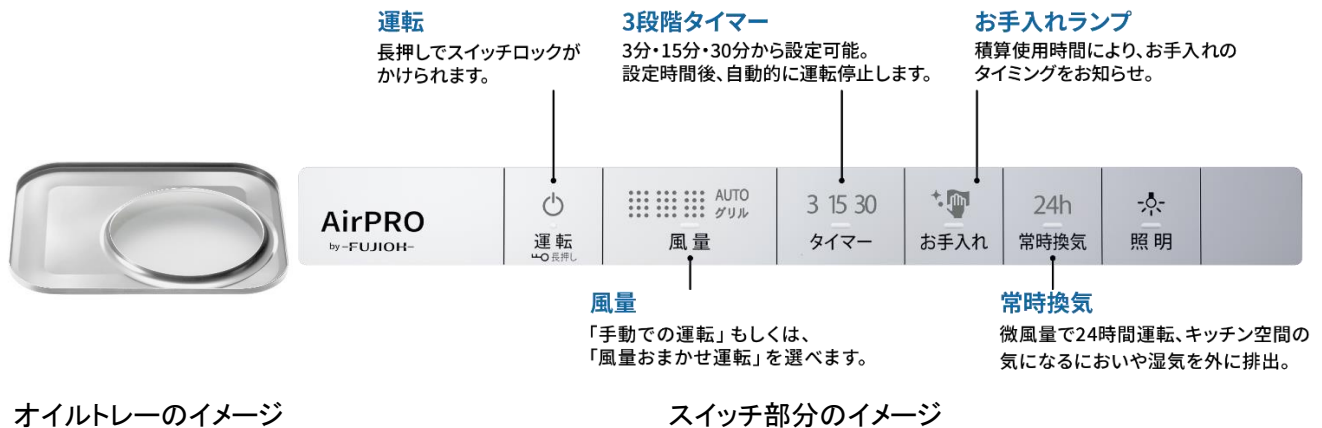 運転
長押しでスイッチロックが
かけられます。
3段階タイマー
3分・15分・30分から設定可能。
設定時間後、自動的に運転停止します。
お手入れランプ
積算使用時間により、お手入れの
タイミングをお知らせ。
AirPRO
by-FUJIOH-
運転
長押し
AUTO
グリル
風量
3 15 30
タイマー
お手入れ
24h
常時換気
照明
風量
「手動での運転」もしくは、
「風量おまかせ運転」を選べます。
常時換気
微風量で24時間運転、キッチン空間の
気になるにおいや湿気を外に排出。
オイルトレーのイメージ
スイッチ部分のイメージ